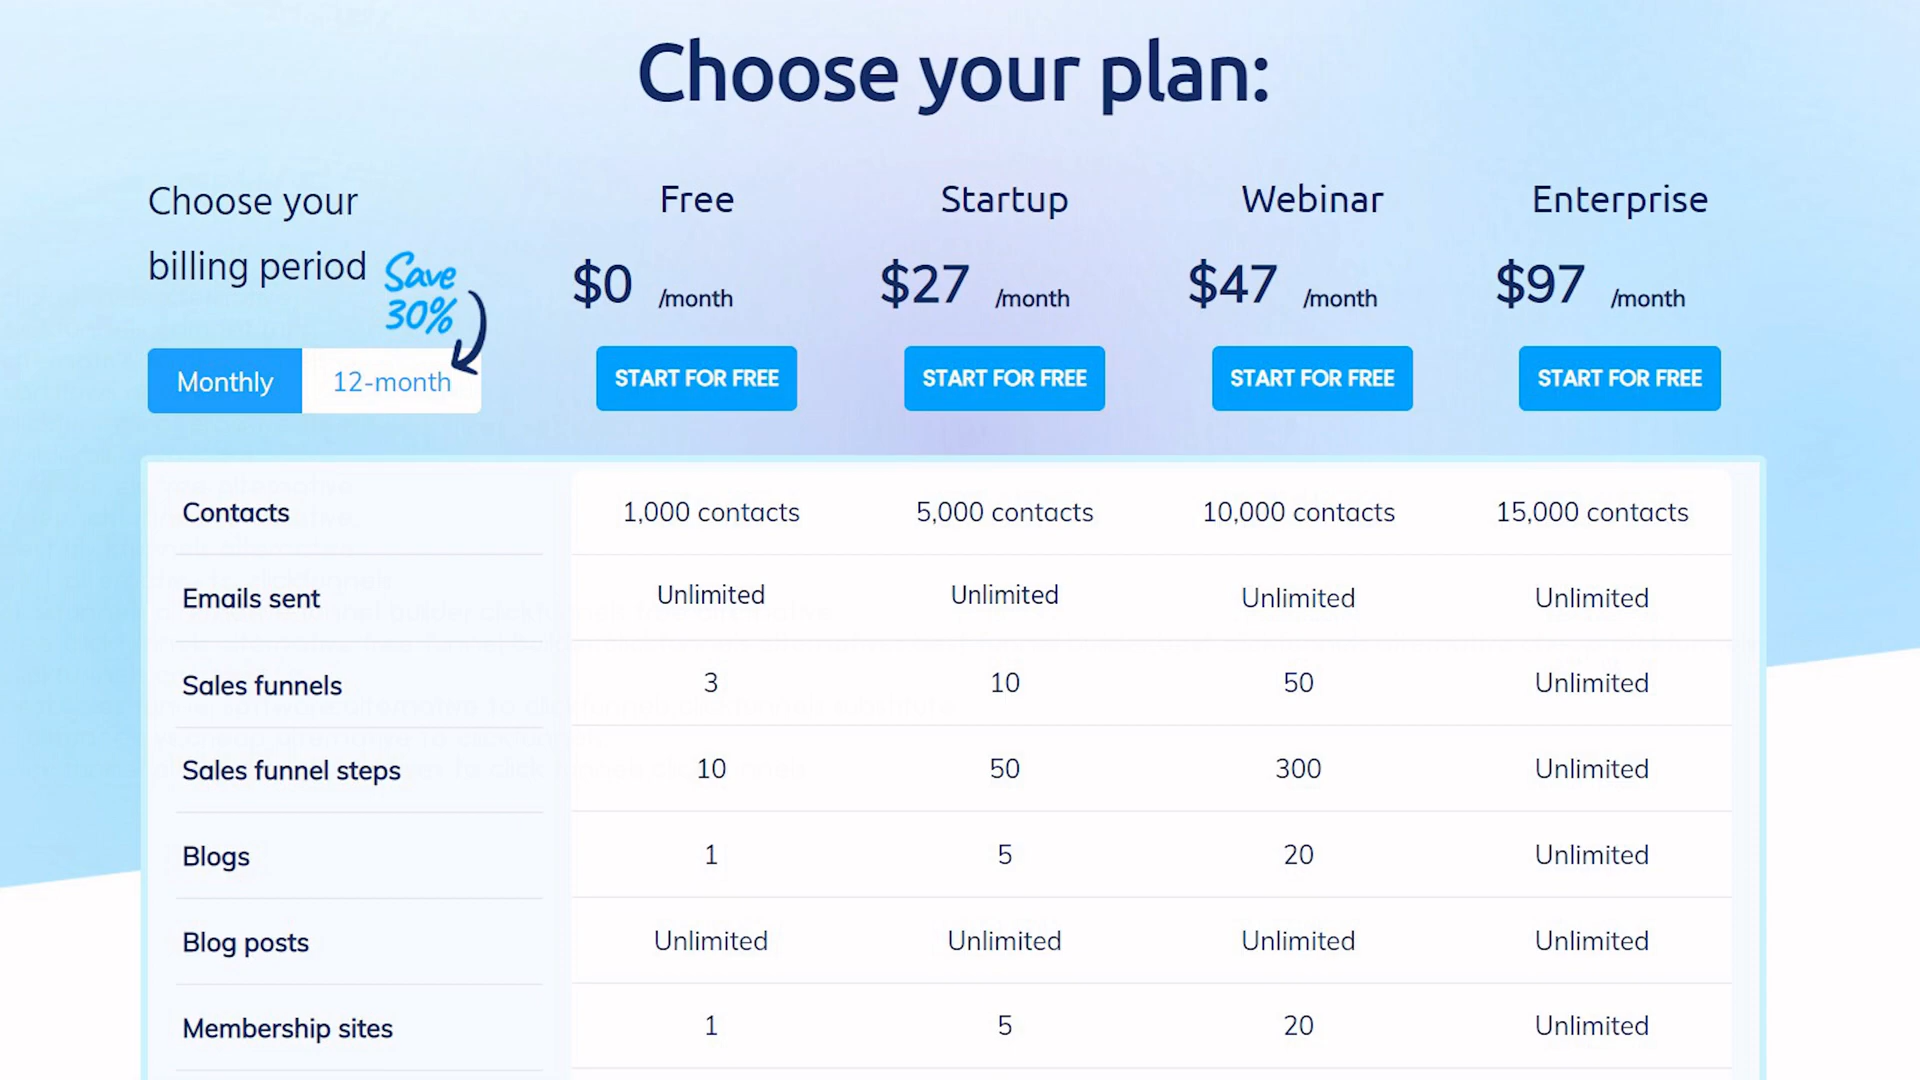 Choose your plan:
Choose your
billing period
Save
30%
Monthly 12-month
Free Startup Webinar Enterprise
$0 /month $27 /month $47 /month $97 /month
START FOR FREE START FOR FREE START FOR FREE START FOR FREE
Contacts 1,000 contacts 5,000 contacts 10,000 contacts 15,000 contacts
Emails sent Unlimited Unlimited Unlimited Unlimited
Sales funnels 3 10 50 Unlimited
Sales funnel steps 10 50 300 Unlimited
Blogs 1 5 20 Unlimited
Blog posts Unlimited Unlimited Unlimited Unlimited
Membership sites 1 5 20 Unlimited